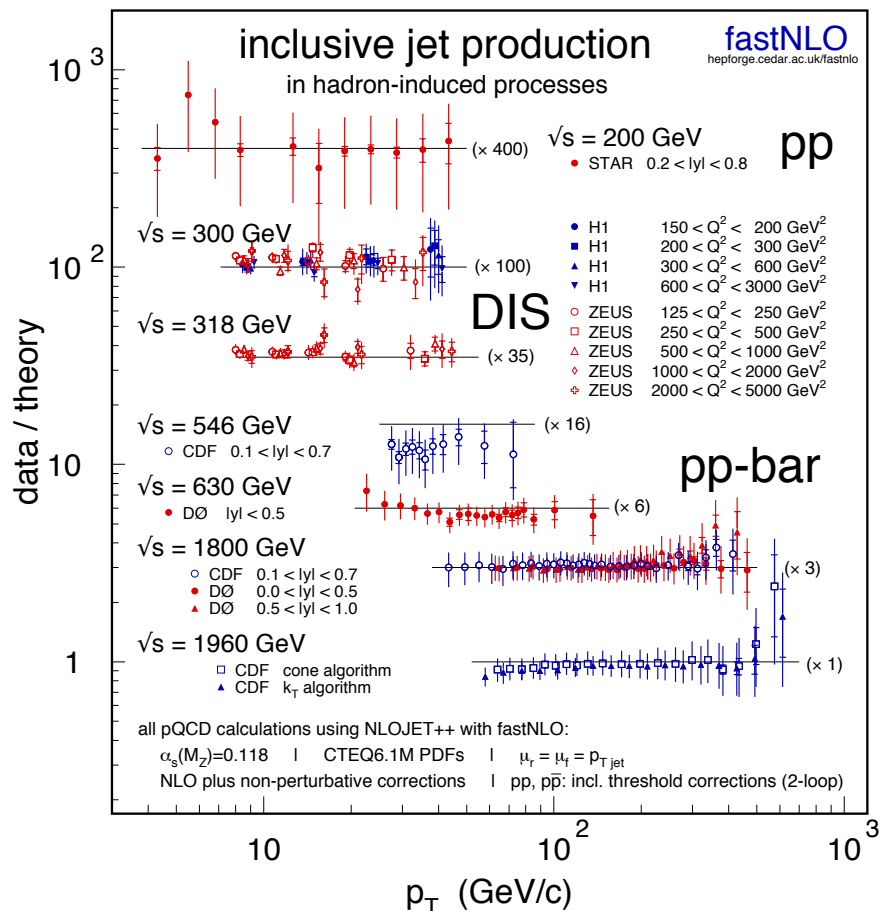 inclusive jet production
in hadron-induced processes
fastNLO
hepforge.cedar.ac.uk/fastnlo
10³
(× 400)
√s = 200 GeV
pp
STAR 0.2 < |y| < 0.8
√s = 300 GeV
10²
(× 100)
H1 150 < Q² < 200 GeV²
H1 200 < Q² < 300 GeV²
H1 300 < Q² < 600 GeV²
H1 600 < Q² < 3000 GeV²
DIS
ZEUS 125 < Q² < 250 GeV²
ZEUS 250 < Q² < 500 GeV²
ZEUS 500 < Q² < 1000 GeV²
ZEUS 1000 < Q² < 2000 GeV²
ZEUS 2000 < Q² < 5000 GeV²
√s = 318 GeV
(× 35)
√s = 546 GeV
(× 16)
CDF 0.1 < |y| < 0.7
10
pp-bar
√s = 630 GeV
(× 6)
DØ |y| < 0.5
√s = 1800 GeV
(× 3)
CDF 0.1 < |y| < 0.7
DØ 0.0 < |y| < 0.5
DØ 0.5 < |y| < 1.0
√s = 1960 GeV
1
(× 1)
CDF cone algorithm
CDF k_T algorithm
all pQCD calculations using NLOJET++ with fastNLO:
α_s(M_Z)=0.118 | CTEQ6.1M PDFs | μ_r = μ_f = p_T jet
NLO plus non-perturbative corrections | pp, pp̅: incl. threshold corrections (2-loop)
data / theory
10 10² 10³
p_T (GeV/c)